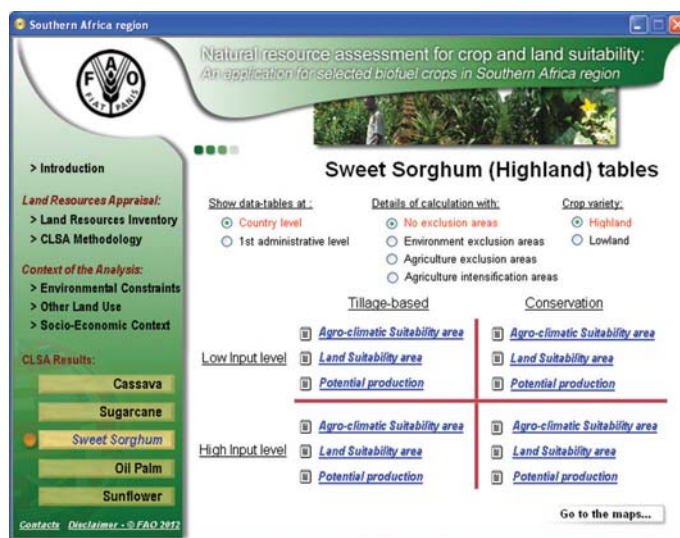 Southern Africa region
Natural resource assessment for crop and land suitability:
An application for selected biofuel crops in Southern Africa region
F A O
FIAT PANIS
> Introduction
Land Resources Appraisal:
> Land Resources Inventory
> CLSA Methodology
Context of the Analysis:
> Environmental Constraints
> Other Land Use
> Socio-Economic Context
CLSA Results:
Cassava
Sugarcane
Sweet Sorghum
Oil Palm
Sunflower
Contacts Disclaimer - © FAO 2012
Sweet Sorghum (Highland) tables
Show data-tables at :
Country level
1st administrative level
Details of calculation with:
No exclusion areas
Environment exclusion areas
Agriculture exclusion areas
Agriculture intensification areas
Crop variety:
Highland
Lowland
Tillage-based Conservation
Low Input level
Agro-climatic Suitability area
Land Suitability area
Potential production
Agro-climatic Suitability area
Land Suitability area
Potential production
High Input level
Agro-climatic Suitability area
Land Suitability area
Potential production
Agro-climatic Suitability area
Land Suitability area
Potential production
Go to the maps...